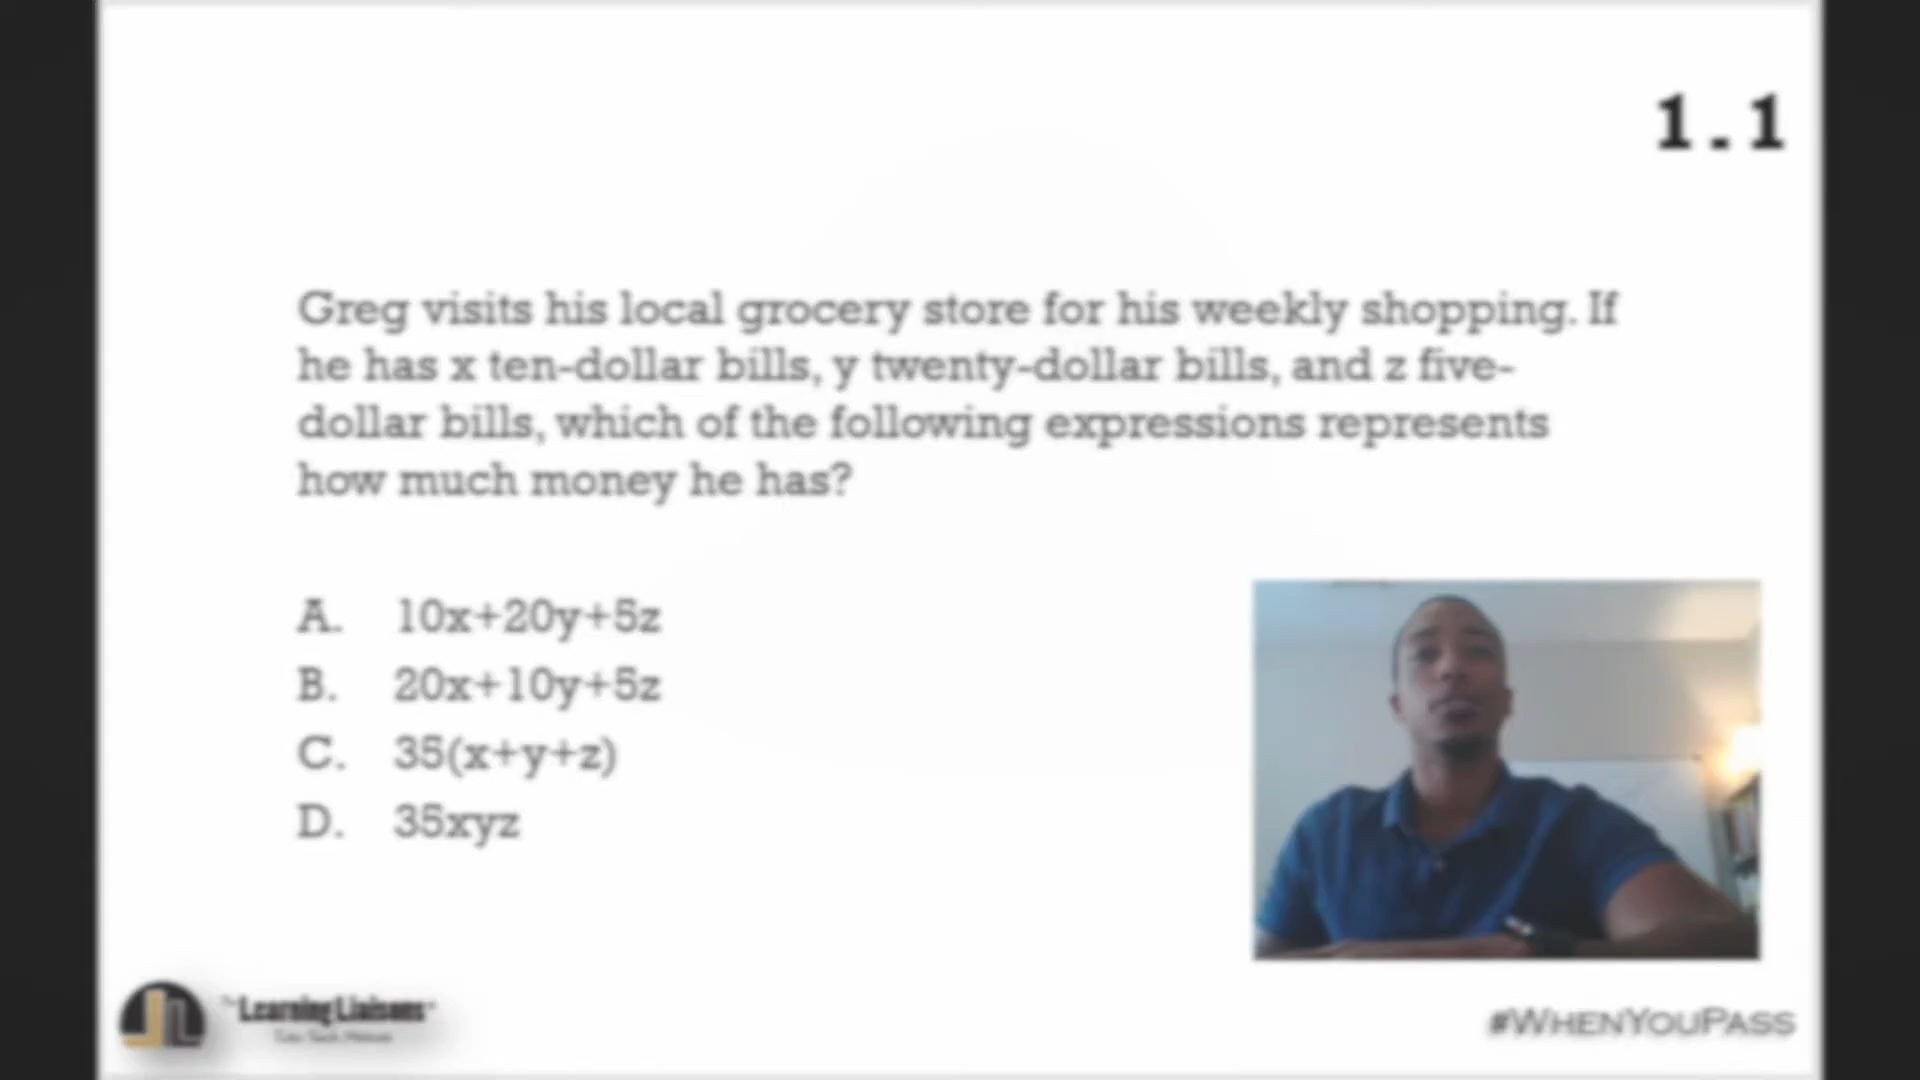 1.1
Greg visits his local grocery store for his weekly shopping. If
he has x ten-dollar bills, y twenty-dollar bills, and z five-
dollar bills, which of the following expressions represents
how much money he has?
A. 10x+20y+5z
B. 20x+10y+5z
C. 35(x+y+z)
D. 35xyz
The Learning Liaisons
#WHENYOUPASS